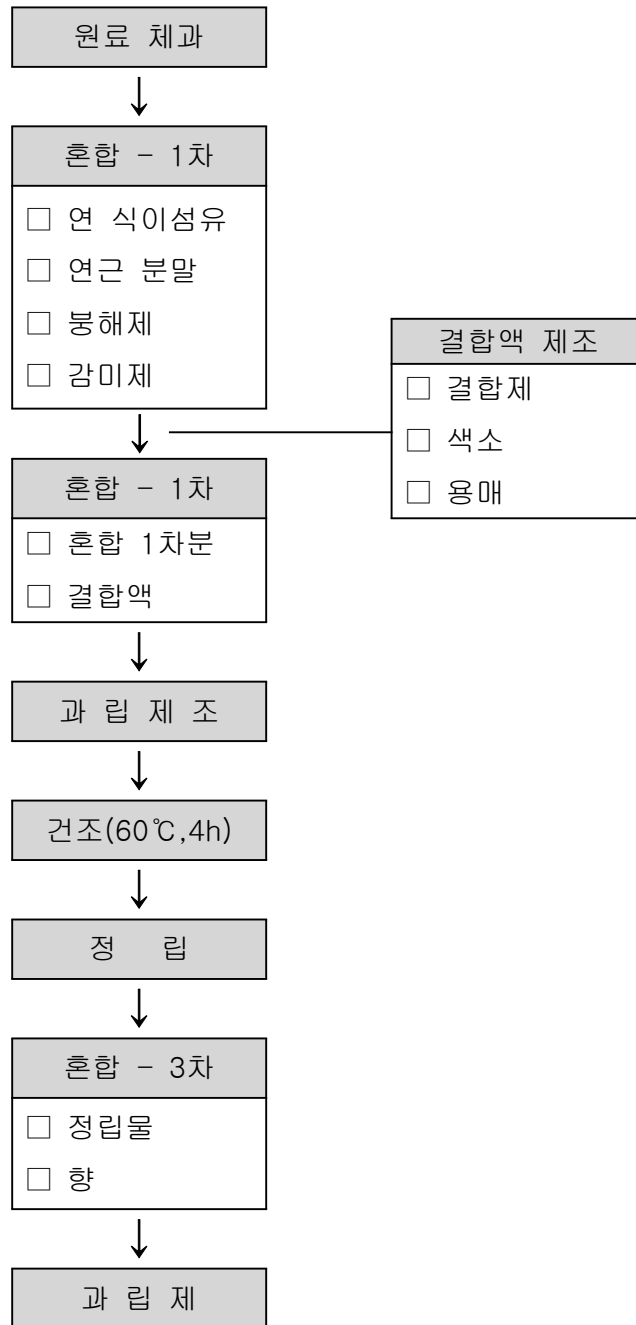 원료 체과
혼합 - 1차
□ 연 식이섬유
□ 연근 분말
□ 붕해제
□ 감미제
결합액 제조
□ 결합제
□ 색소
□ 용매
혼합 - 1차
□ 혼합 1차분
□ 결합액
과 립 제 조
건조(60℃,4h)
정 립
혼합 - 3차
□ 정립물
□ 향
과 립 제